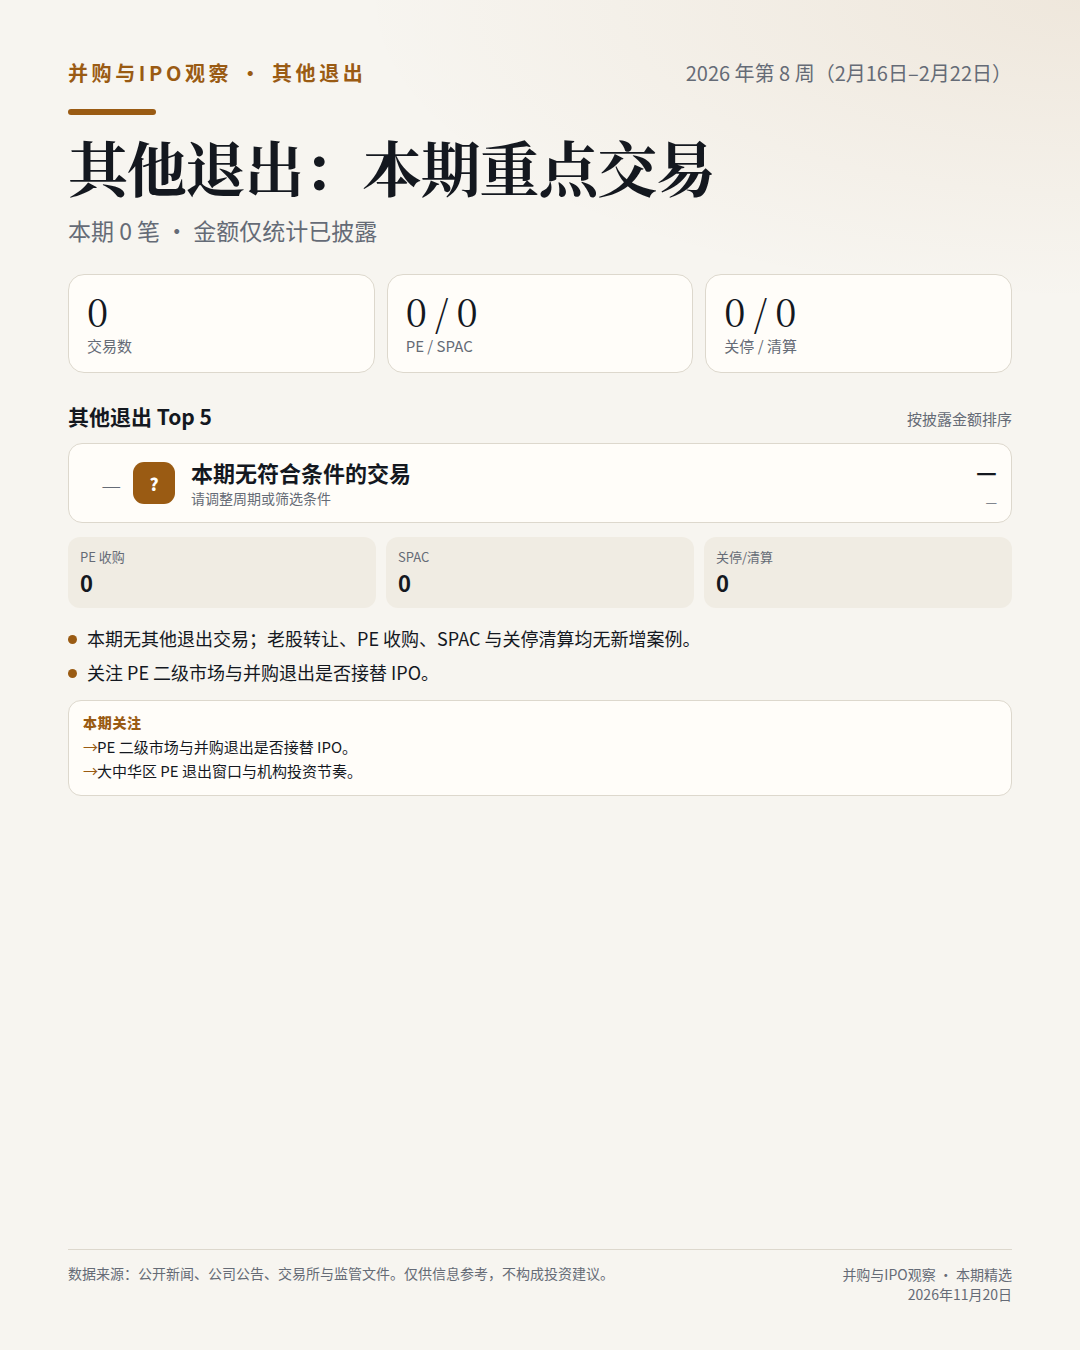 并购与IPO观察 · 其他退出
2026 年第 8 周（2月16日–2月22日）
其他退出：本期重点交易
本期 0 笔 · 金额仅统计已披露
0
交易数
0 / 0
PE / SPAC
0 / 0
关停 / 清算
其他退出 Top 5
按披露金额排序
—
?
本期无符合条件的交易
请调整周期或筛选条件
—
—
PE 收购
0
SPAC
0
关停/清算
0
本期无其他退出交易；老股转让、PE 收购、SPAC 与关停清算均无新增案例。
关注 PE 二级市场与并购退出是否接替 IPO。
本期关注
→PE 二级市场与并购退出是否接替 IPO。
→大中华区 PE 退出窗口与机构投资节奏。
数据来源：公开新闻、公司公告、交易所与监管文件。仅供信息参考，不构成投资建议。
并购与IPO观察 · 本期精选
2026年11月20日